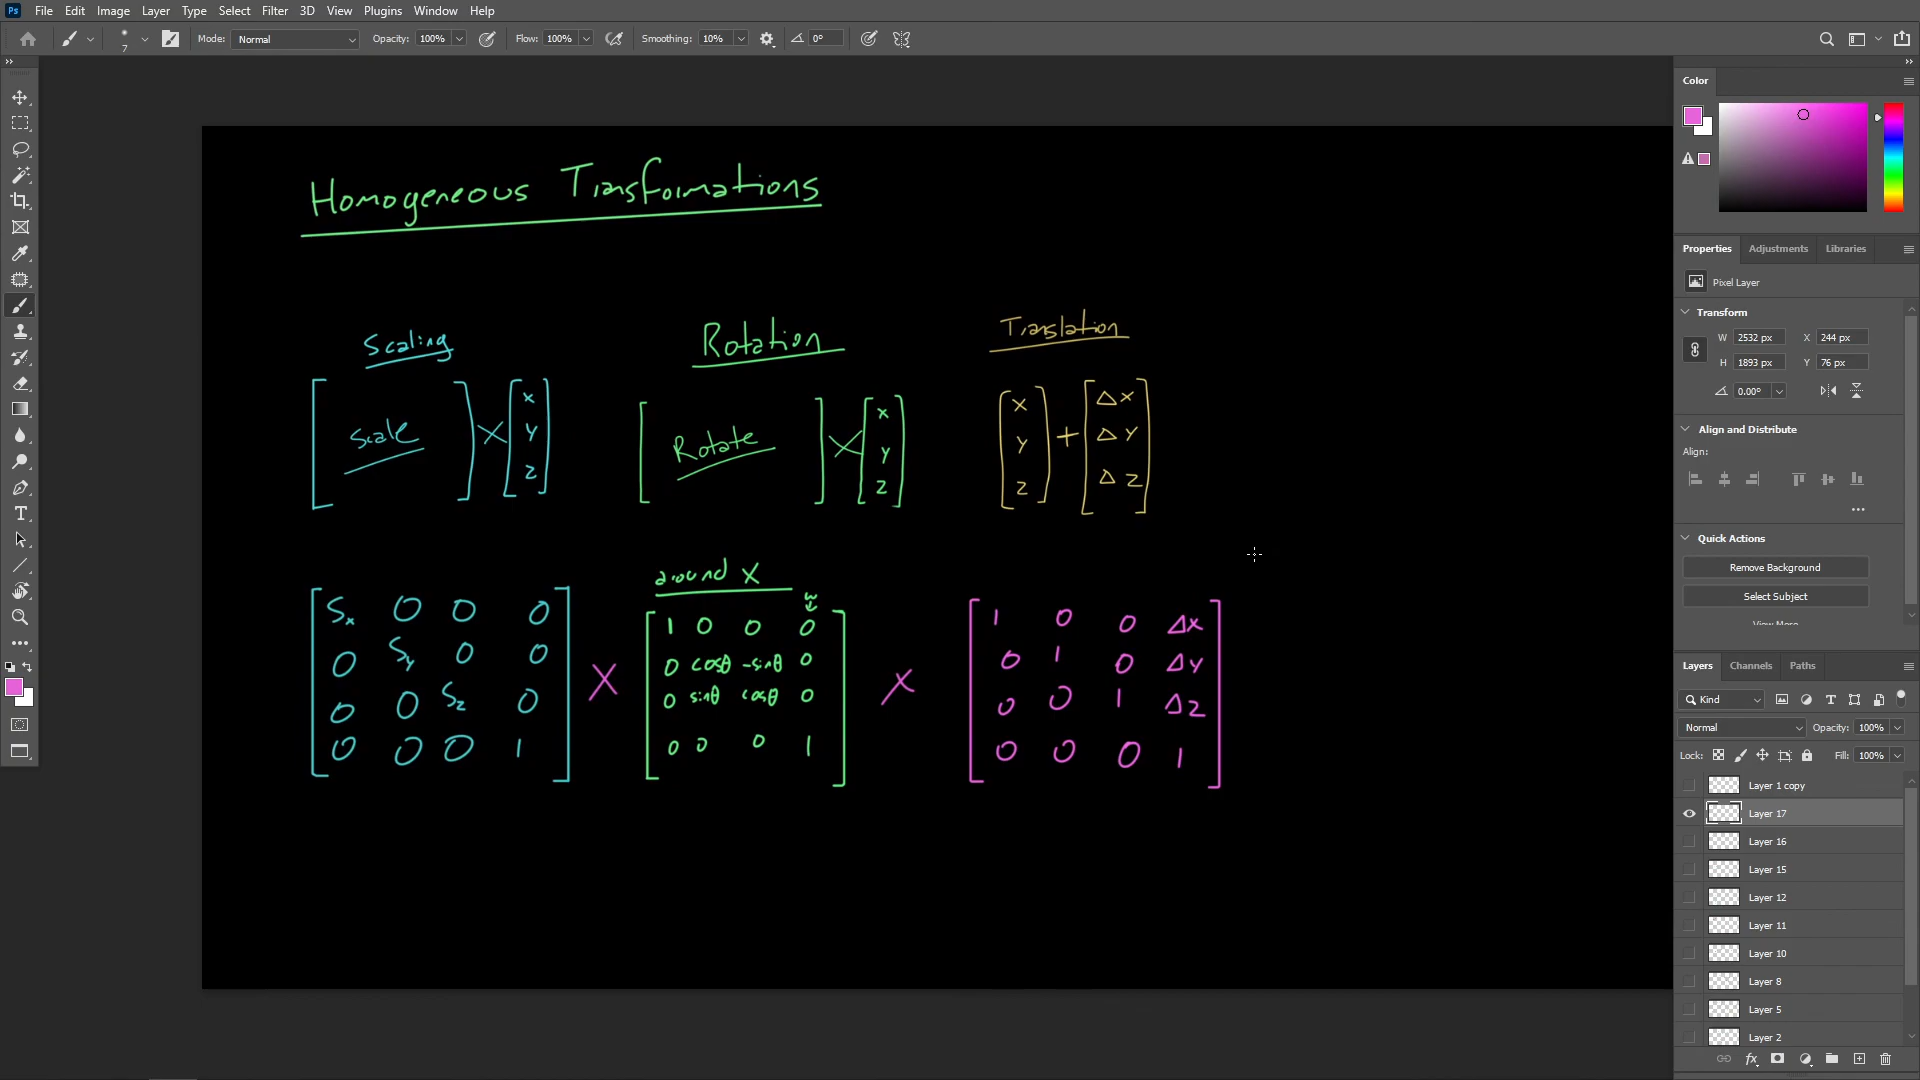 Ps File Edit Image Layer Type Select Filter 3D View Plugins Window Help
7 Mode: Normal Opacity: 100% Flow: 100% Smoothing: 10% 0°
Color
Homogeneous Transformations
Properties Adjustments Libraries
Pixel Layer
Transform
W 2532 px X 244 px
H 1893 px Y 76 px
0.00°
Align and Distribute
Align:
Quick Actions
Remove Background
Select Subject
View More
Scaling Rotation Translation
Scale X x y z
Rotate X x y z
x y z + Δx Δy Δz
around X
w
Sx 0 0 0
0 Sy 0 0
0 0 Sz 0
0 0 0 1
X
1 0 0 0
0 cosθ -sinθ 0
0 sinθ cosθ 0
0 0 0 1
X
1 0 0 Δx
0 1 0 Δy
0 0 1 Δz
0 0 0 1
Layers Channels Paths
Kind
Normal Opacity: 100%
Lock: Fill: 100%
Layer 1 copy
Layer 17
Layer 16
Layer 15
Layer 12
Layer 11
Layer 10
Layer 8
Layer 5
Layer 2
fx